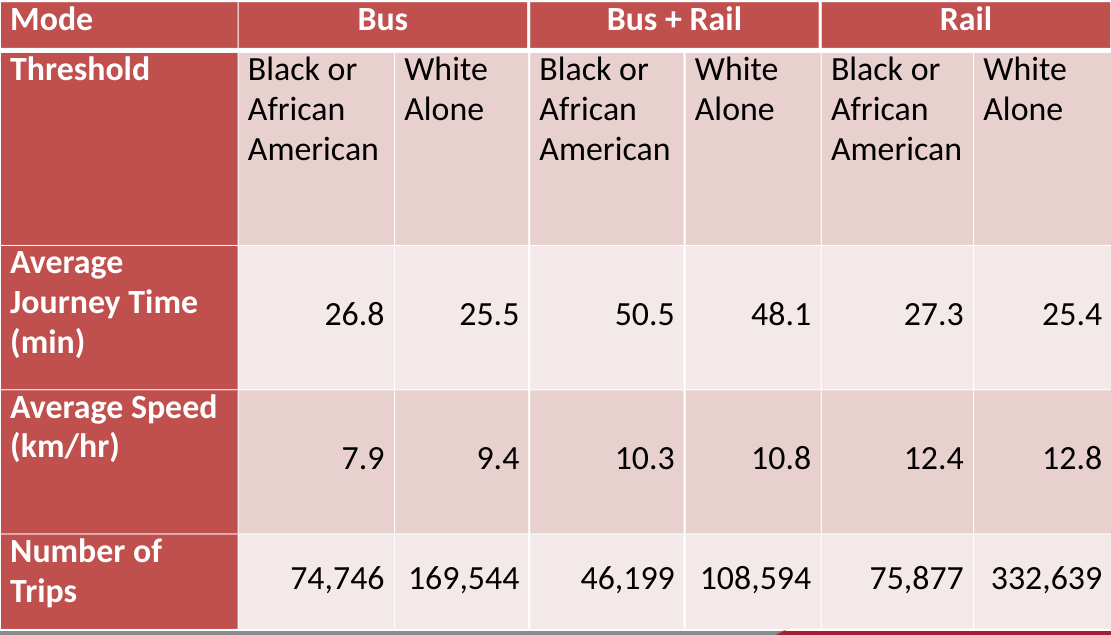 Mode Bus Bus + Rail Rail
Threshold Black or African American White Alone Black or African American White Alone Black or African American White Alone
Average Journey Time (min) 26.8 25.5 50.5 48.1 27.3 25.4
Average Speed (km/hr) 7.9 9.4 10.3 10.8 12.4 12.8
Number of Trips 74,746 169,544 46,199 108,594 75,877 332,639